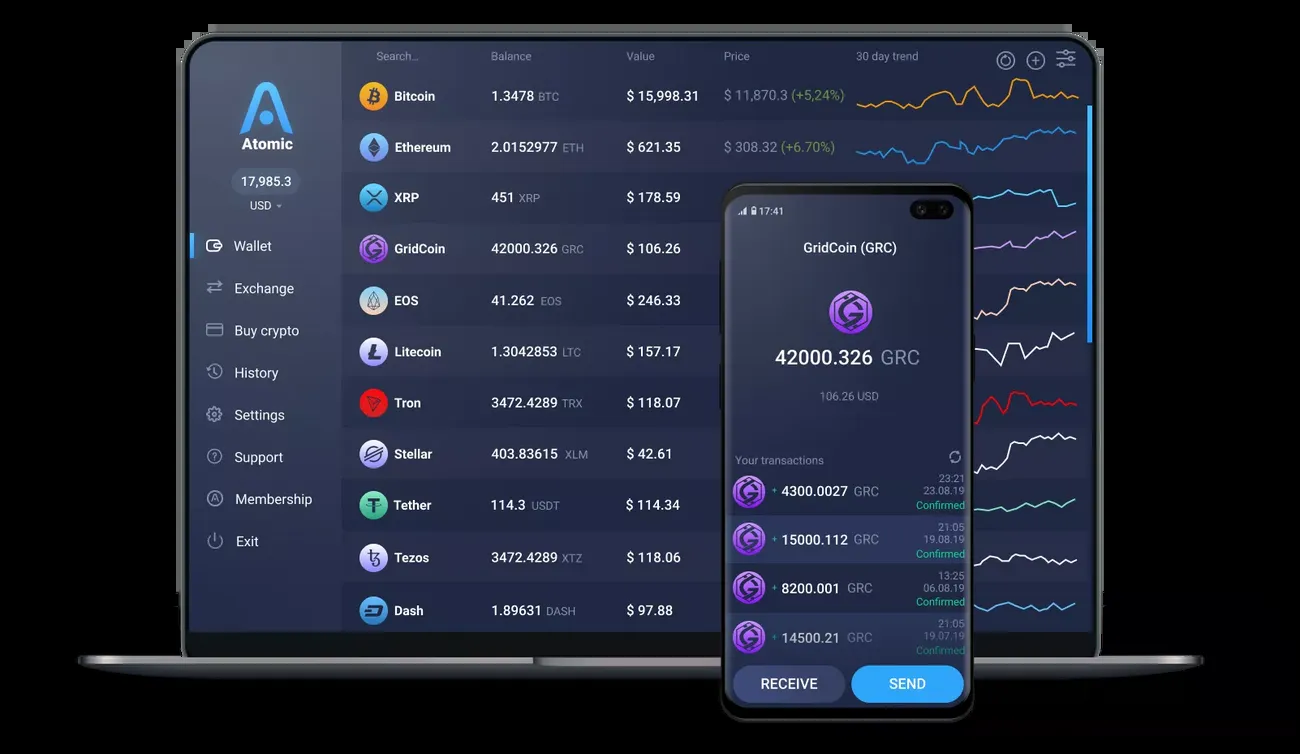 Search... Balance Value Price 30 day trend
Atomic
17,985.3
USD
Wallet
Exchange
Buy crypto
History
Settings
Support
Membership
Exit
Bitcoin 1.3478 BTC $ 15,998.31 $ 11,870.3 (+5,24%)
Ethereum 2.0152977 ETH $ 621.35 $ 308.32 (+6.70%)
XRP 451 XRP $ 178.59
GridCoin 42000.326 GRC $ 106.26
EOS 41.262 EOS $ 246.33
Litecoin 1.3042853 LTC $ 157.17
Tron 3472.4289 TRX $ 118.07
Stellar 403.83615 XLM $ 42.61
Tether 114.3 USDT $ 114.34
Tezos 3472.4289 XTZ $ 118.06
Dash 1.89631 DASH $ 97.88
17:41
GridCoin (GRC)
42000.326 GRC
106.26 USD
Your transactions
+ 4300.0027 GRC
23:21
23.08.19
Confirmed
+ 15000.112 GRC
21:05
19.08.19
Confirmed
+ 8200.001 GRC
13:25
06.08.19
Confirmed
+ 14500.21 GRC
21:05
19.07.19
Confirmed
RECEIVE SEND